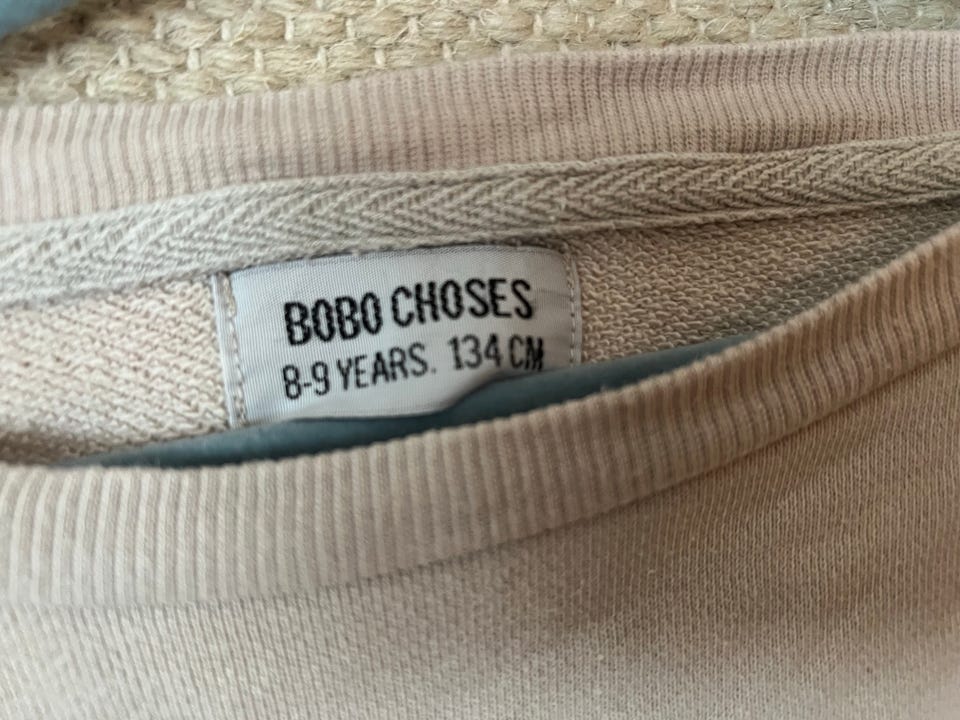 BOBO CHOSES
8-9 YEARS. 134 CM